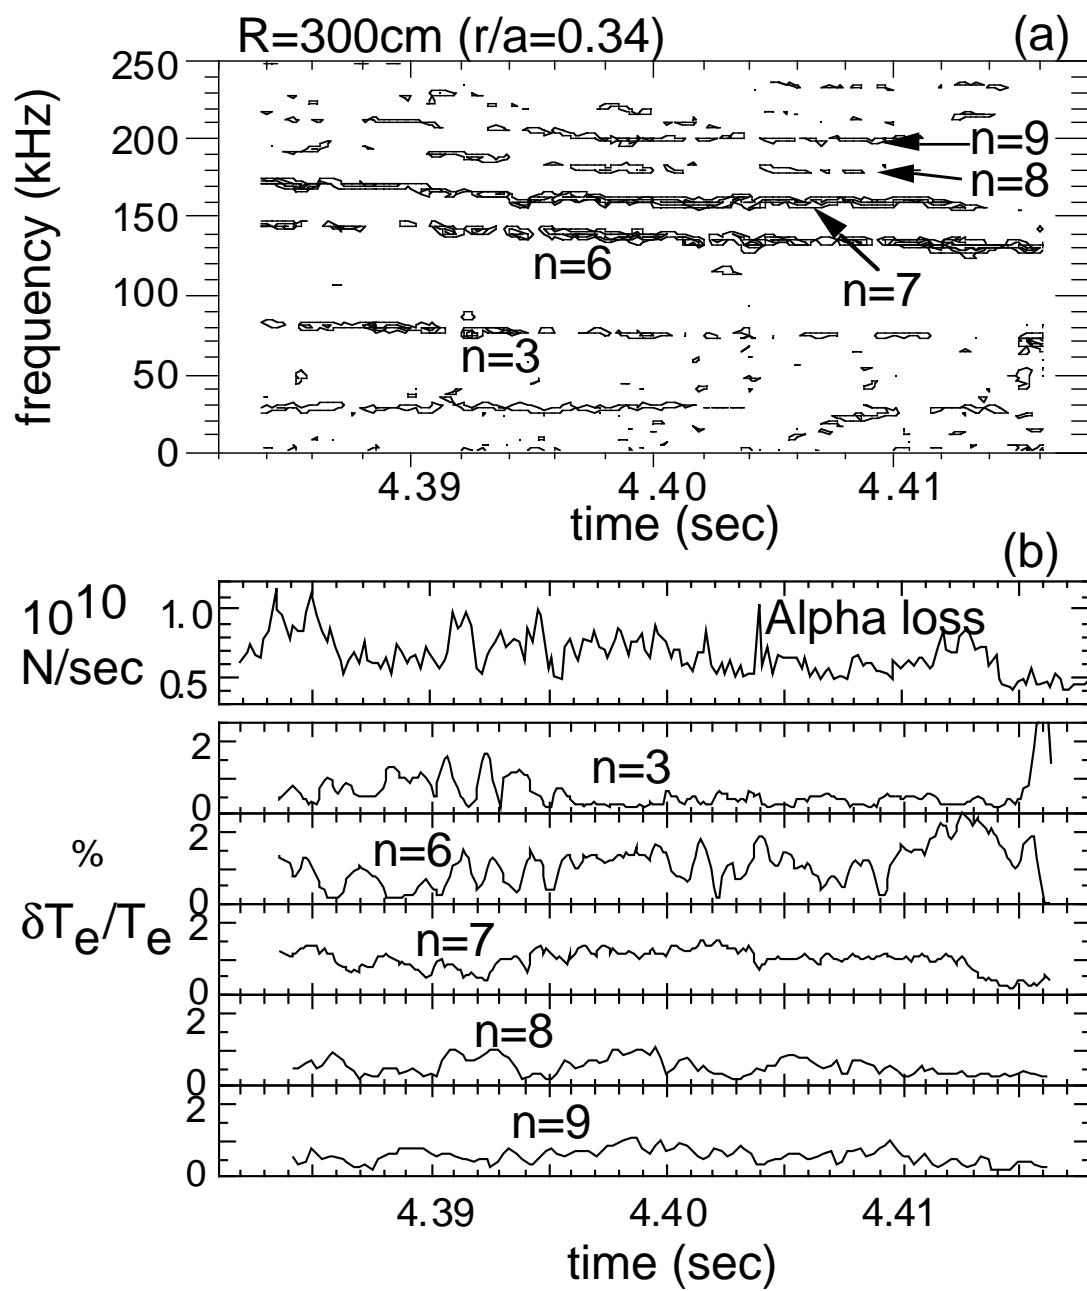 R=300cm (r/a=0.34)
(a)
250
200
150
100
50
0
frequency (kHz)
n=9
n=8
n=7
n=6
n=3
4.39 4.40 4.41
time (sec)
(b)
10^10
N/sec
1.0
0.5
Alpha loss
2
0
n=3
%
δTe/Te
2
0
n=6
2
0
n=7
2
0
n=8
2
0
n=9
4.39 4.40 4.41
time (sec)